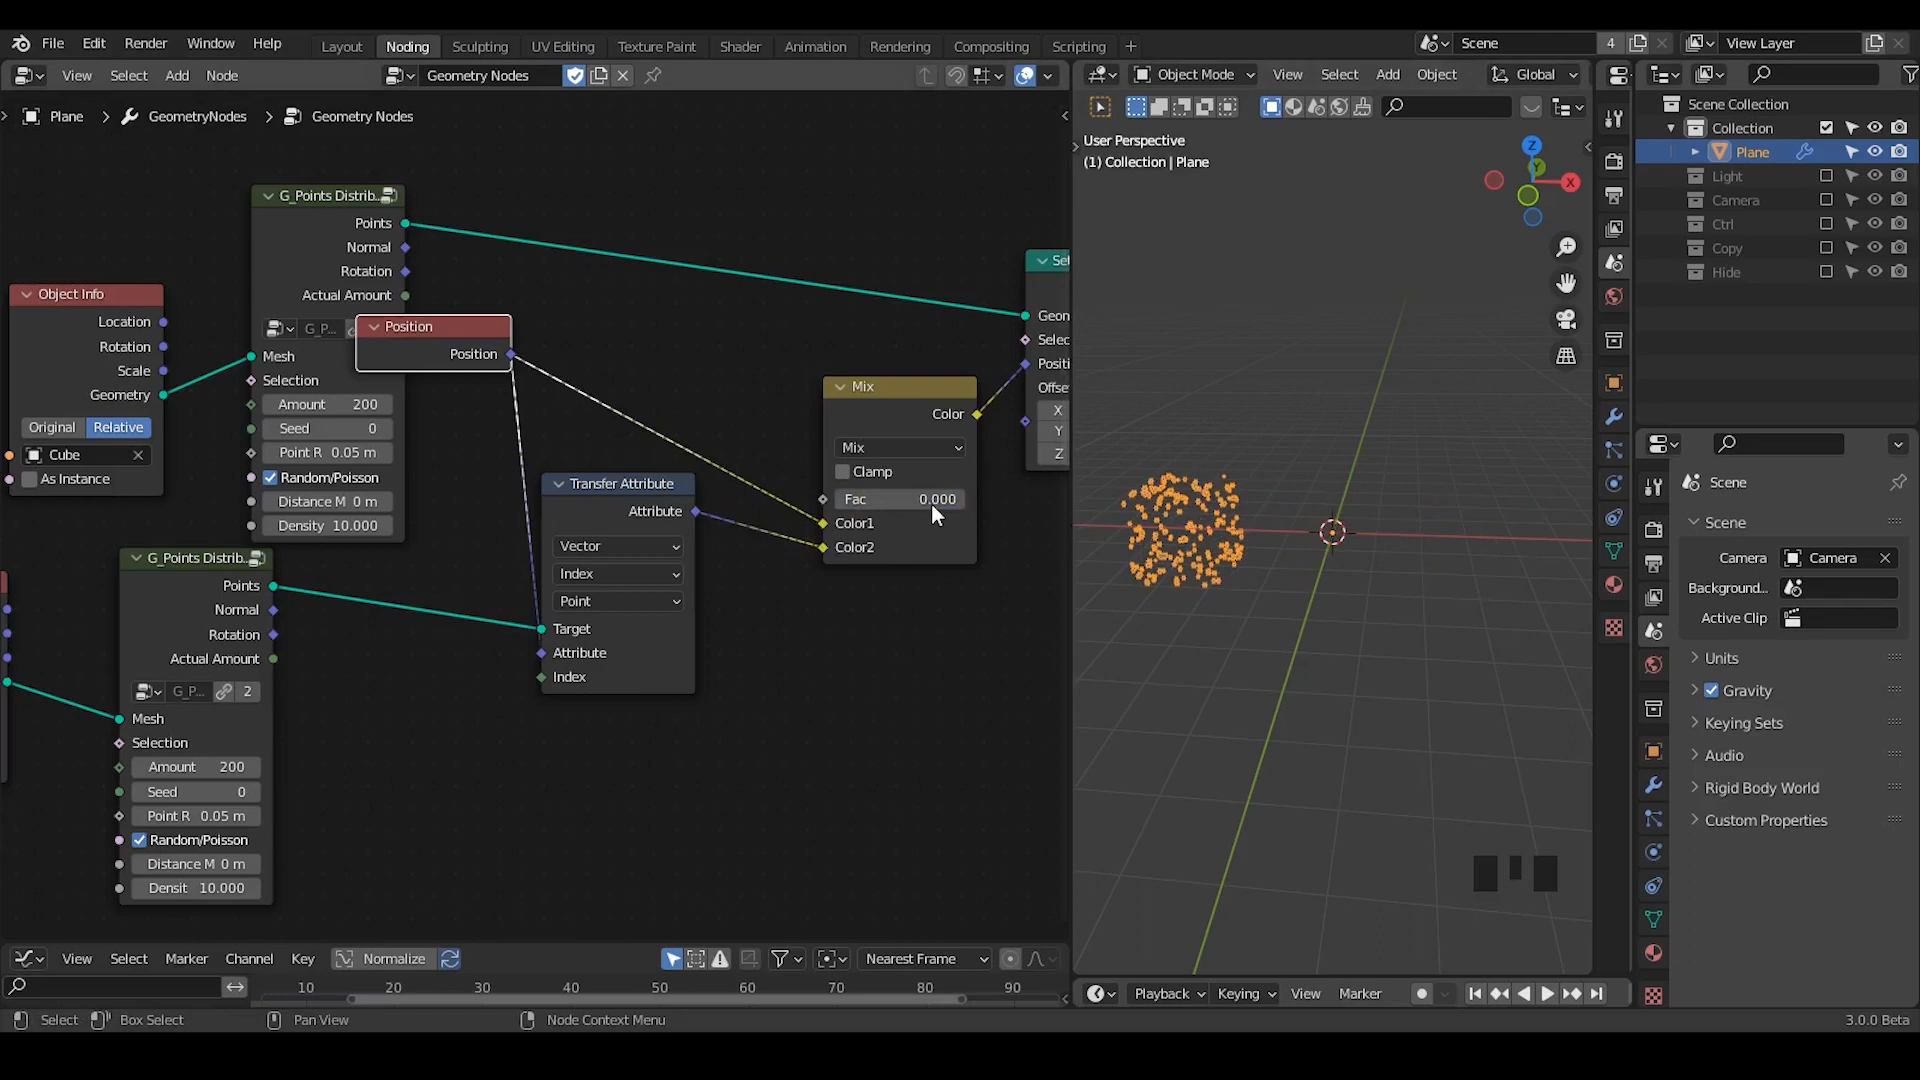 File Edit Render Window Help Layout Noding Sculpting UV Editing Texture Paint Shader Animation Rendering Compositing Scripting + Scene 4 View Layer
View Select Add Node Geometry Nodes Object Mode View Select Add Object Global
Plane > GeometryNodes > Geometry Nodes
User Perspective
(1) Collection | Plane
Z
Y
X
Scene Collection
Collection
Plane
Light
Camera
Ctrl
Copy
Hide
G_Points Distrib..
Points
Normal
Rotation
Actual Amount
G_P...
Mesh
Selection
Amount 200
Seed 0
Point R 0.05 m
Random/Poisson
Distance M 0 m
Density 10.000
Object Info
Location
Rotation
Scale
Geometry
Original Relative
Cube
As Instance
Position
Position
Mix
Color
Mix
Clamp
Fac 0.000
Color1
Color2
Set
Geom
Selec
Positi
Offse
X
Y
Z
Transfer Attribute
Attribute
Vector
Index
Point
Target
Attribute
Index
G_Points Distrib..
Points
Normal
Rotation
Actual Amount
G_P... 2
Mesh
Selection
Amount 200
Seed 0
Point R 0.05 m
Random/Poisson
Distance M 0 m
Densit 10.000
Scene
Scene
Camera Camera
Background...
Active Clip
Units
Gravity
Keying Sets
Audio
Rigid Body World
Custom Properties
View Select Marker Channel Key Normalize Nearest Frame
10 20 30 40 50 60 70 80 90
Playback Keying View Marker
Select Box Select Pan View Node Context Menu 3.0.0 Beta